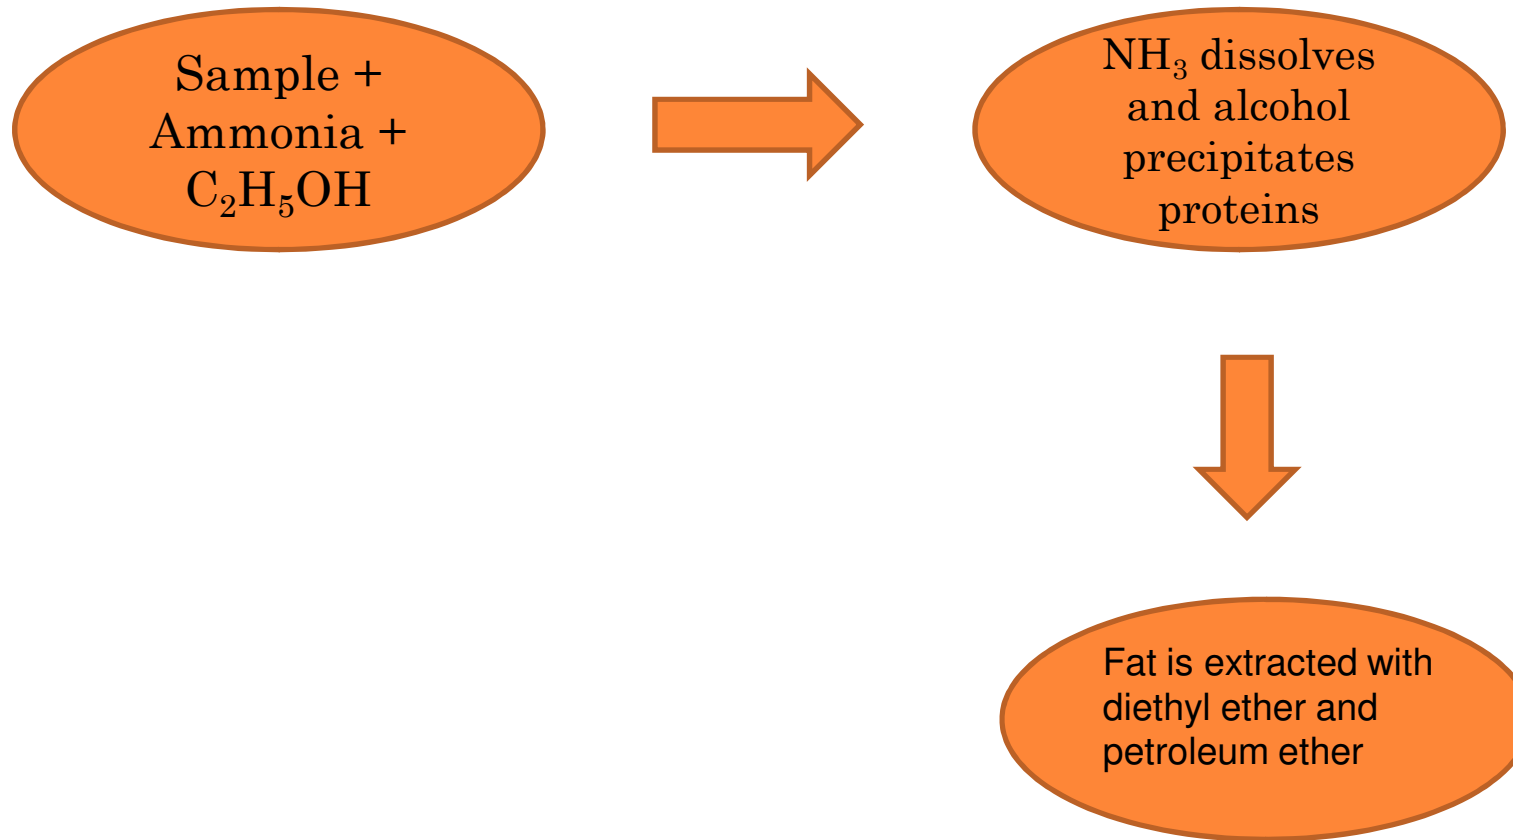 Sample +
Ammonia +
C₂H₅OH
NH₃ dissolves
and alcohol
precipitates
proteins
Fat is extracted with
diethyl ether and
petroleum ether